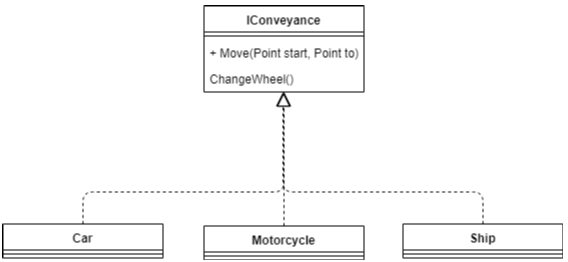 IConveyance
+ Move(Point start, Point to)
ChangeWheel()
Car
Motorcycle
Ship